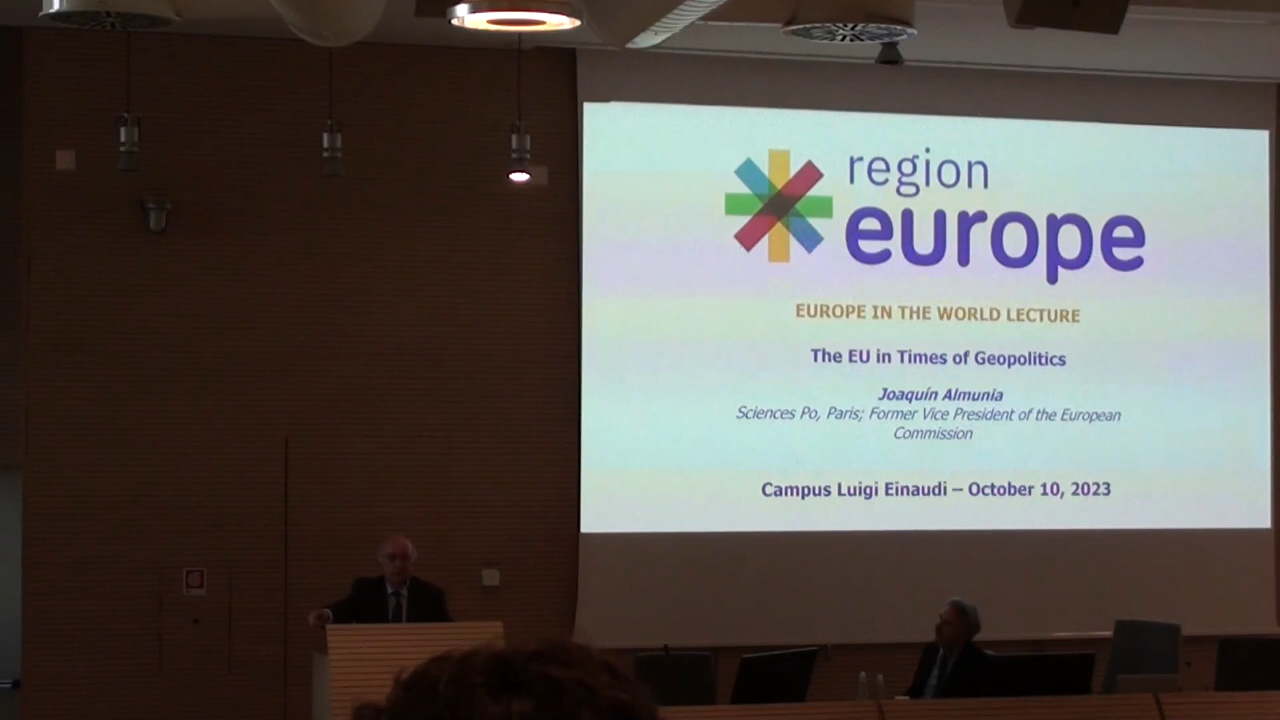 region
europe
EUROPE IN THE WORLD LECTURE
The EU in Times of Geopolitics
Joaquín Almunia
Sciences Po, Paris; Former Vice President of the European
Commission
Campus Luigi Einaudi – October 10, 2023